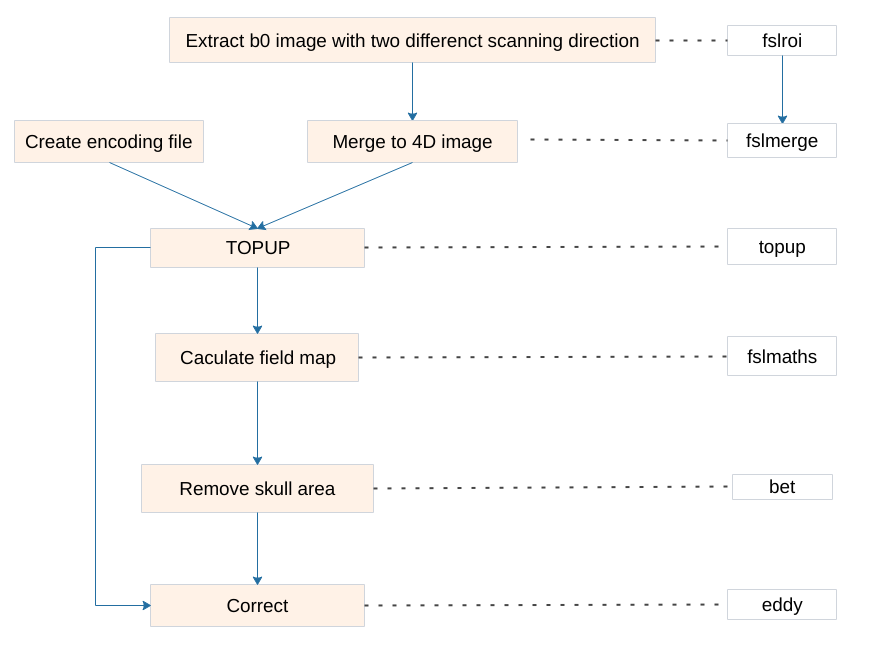 Extract b0 image with two differenct scanning direction
fslroi
Create encoding file
Merge to 4D image
fslmerge
TOPUP
topup
Caculate field map
fslmaths
Remove skull area
bet
Correct
eddy